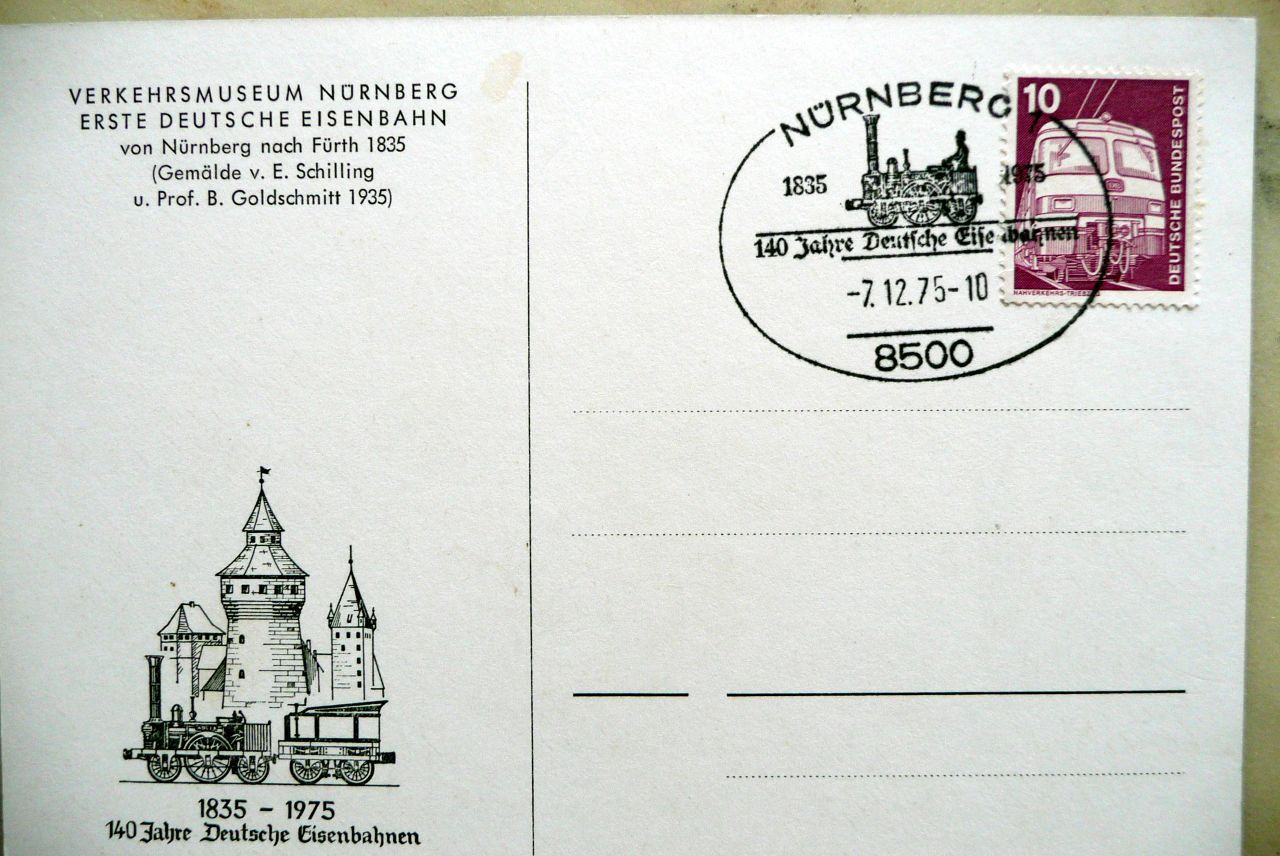 VERKEHRSMUSEUM NÜRNBERG
ERSTE DEUTSCHE EISENBAHN
von Nürnberg nach Fürth 1835
(Gemälde v. E. Schilling
u. Prof. B. Goldschmitt 1935)
1835 – 1975
140 Jahre Deutsche Eisenbahnen
NÜRNBERG 1
1835 1975
140 Jahre Deutsche Eisenbahnen
-7.12.75-10
8500
10
DEUTSCHE BUNDESPOST